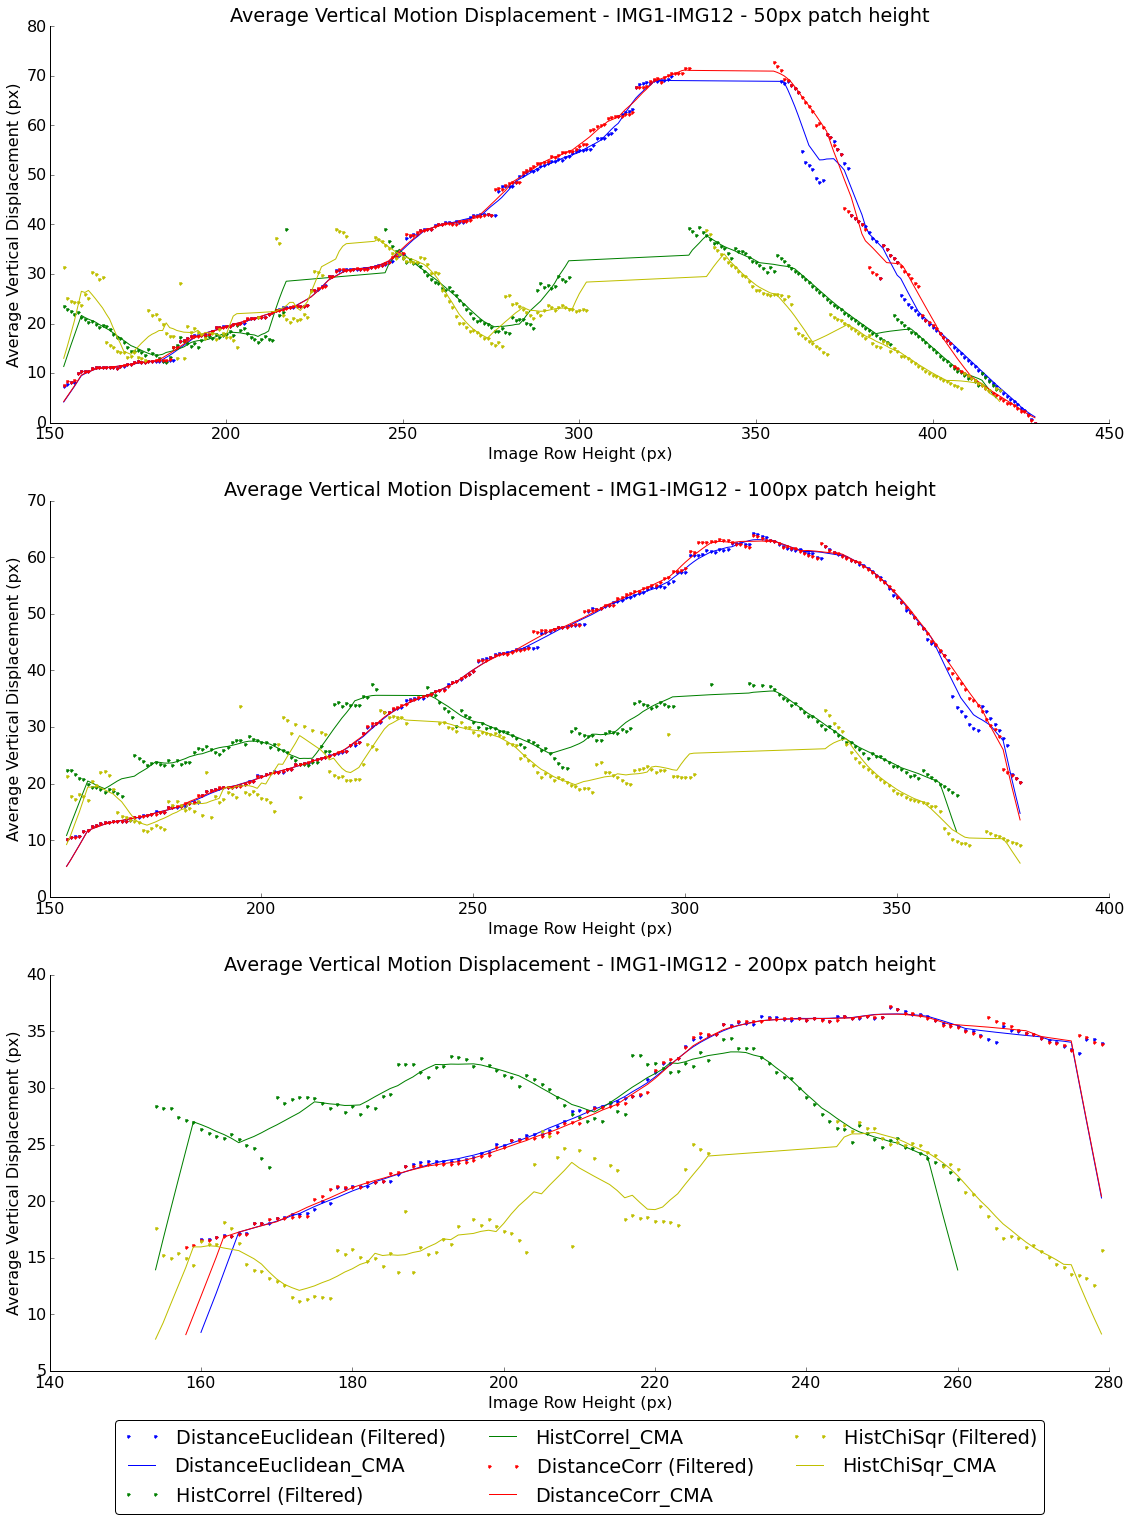 Average Vertical Motion Displacement - IMG1-IMG12 - 50px patch height
Average Vertical Displacement (px)
80
70
60
50
40
30
20
10
0
150 200 250 300 350 400 450
Image Row Height (px)
Average Vertical Motion Displacement - IMG1-IMG12 - 100px patch height
Average Vertical Displacement (px)
70
60
50
40
30
20
10
0
150 200 250 300 350 400
Image Row Height (px)
Average Vertical Motion Displacement - IMG1-IMG12 - 200px patch height
Average Vertical Displacement (px)
40
35
30
25
20
15
10
5
140 160 180 200 220 240 260 280
Image Row Height (px)
DistanceEuclidean (Filtered) HistCorrel_CMA HistChiSqr (Filtered)
DistanceEuclidean_CMA DistanceCorr (Filtered) HistChiSqr_CMA
HistCorrel (Filtered) DistanceCorr_CMA